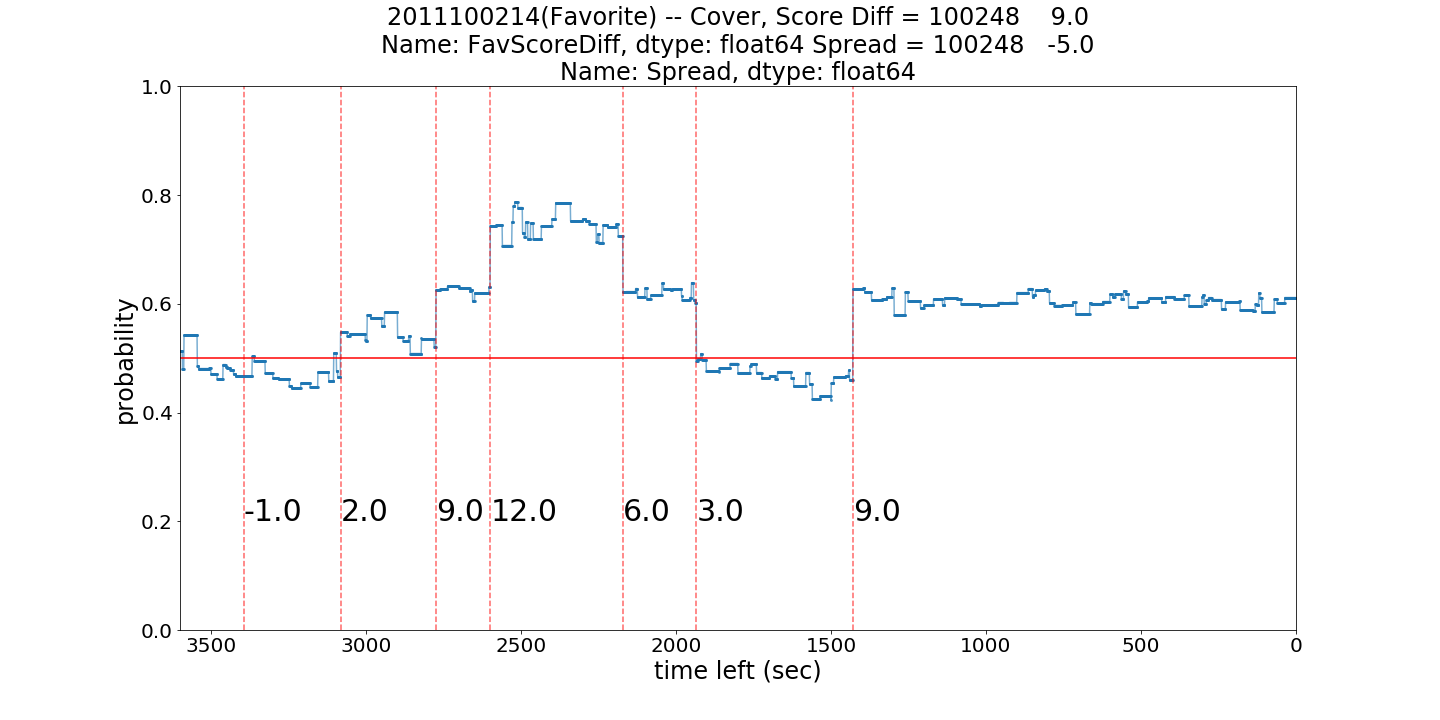 2011100214(Favorite) -- Cover, Score Diff = 100248    9.0
Name: FavScoreDiff, dtype: float64 Spread = 100248   -5.0
Name: Spread, dtype: float64
1.0
0.8
0.6
0.4
0.2
0.0
probability
-1.0 2.0 9.0 12.0 6.0 3.0 9.0
3500 3000 2500 2000 1500 1000 500 0
time left (sec)